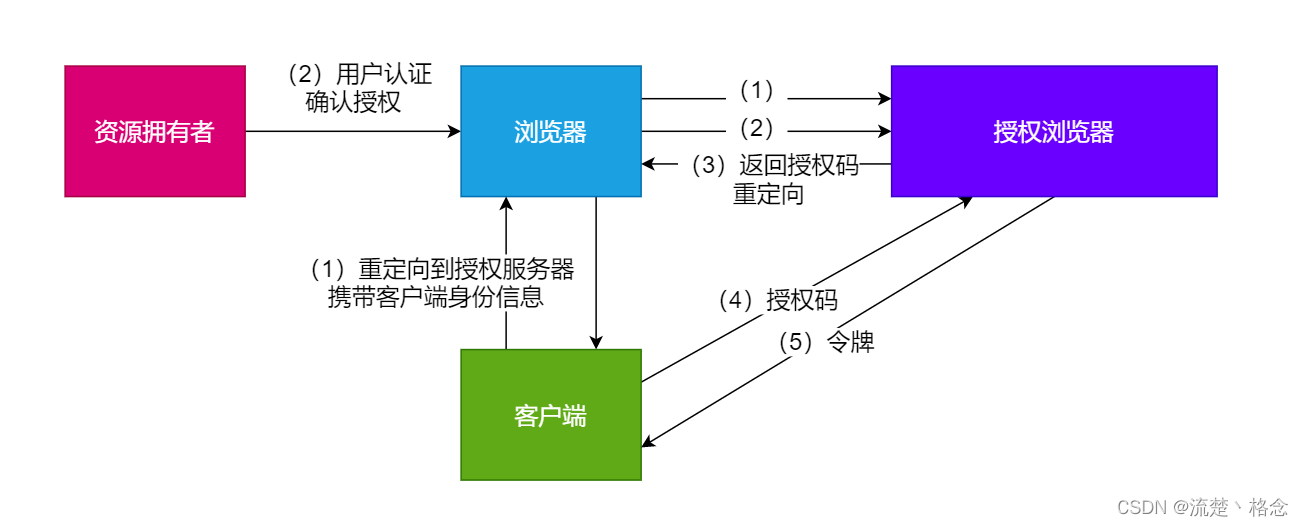 （2）用户认证
确认授权
资源拥有者
浏览器
（1）
（2）
（3）返回授权码
重定向
授权浏览器
（1）重定向到授权服务器
携带客户端身份信息
（4）授权码
（5）令牌
客户端
CSDN @流楚丶格念